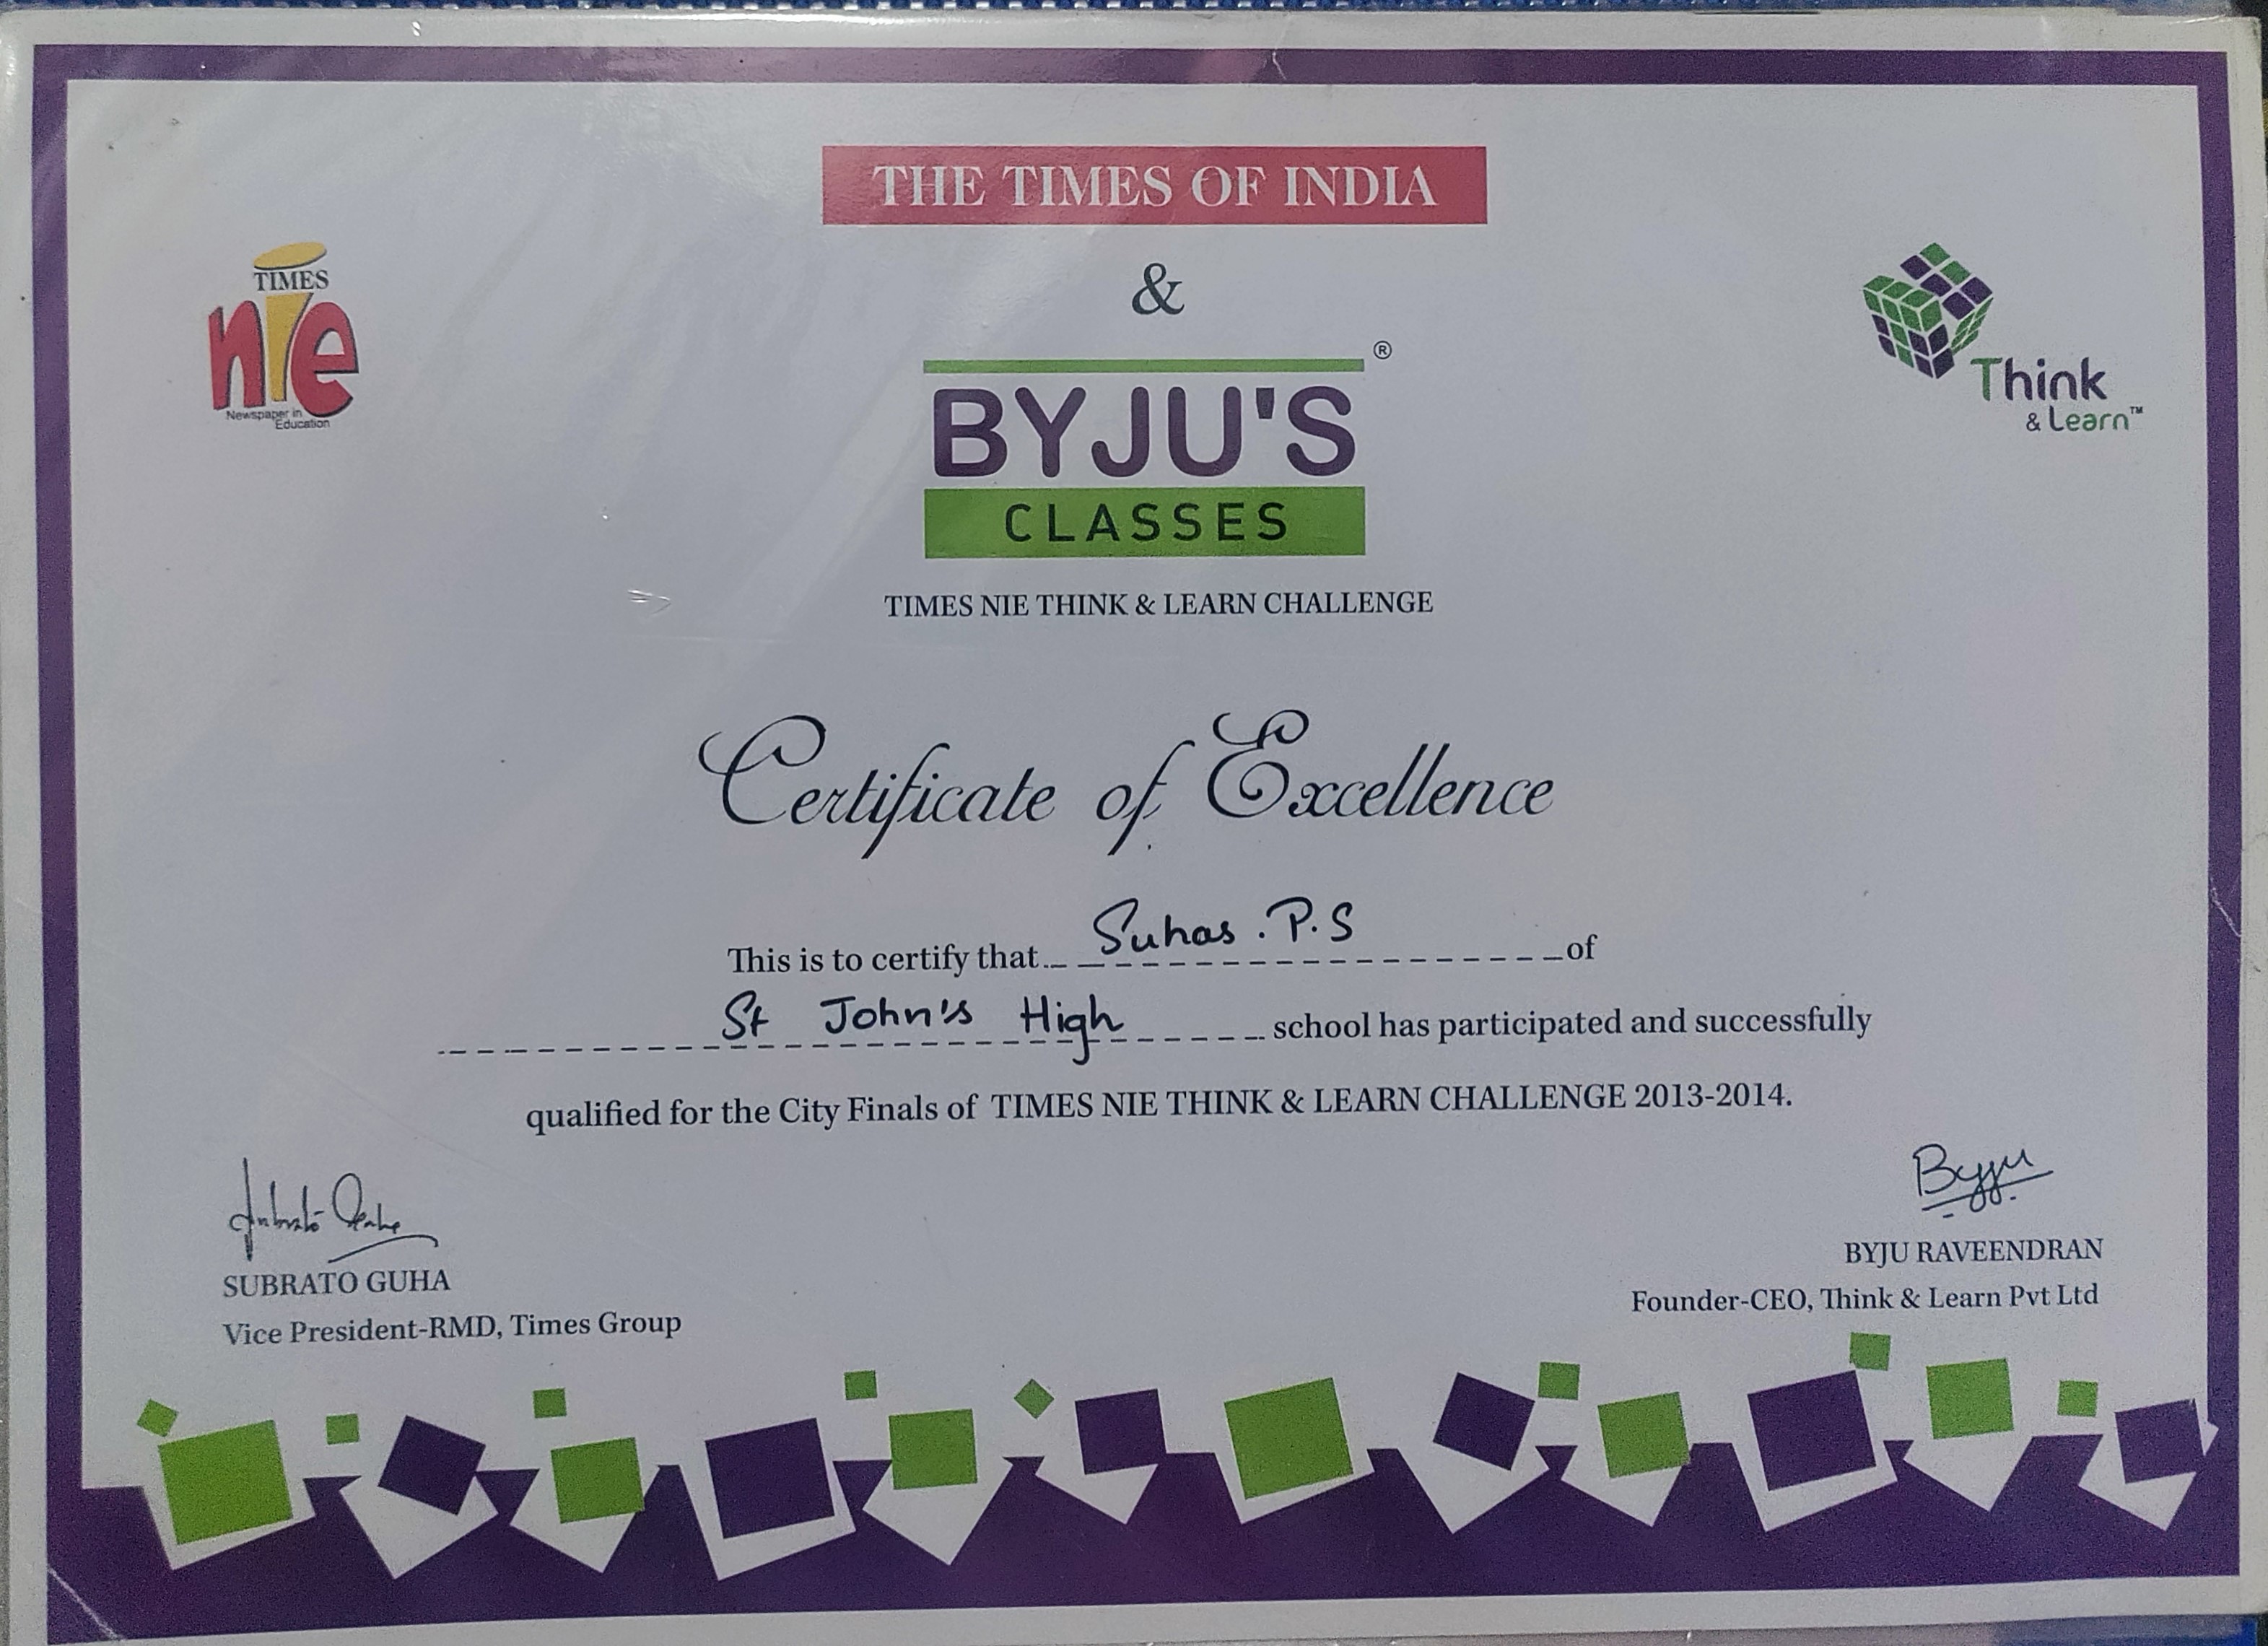 THE TIMES OF INDIA
&
TIMES
nie
Newspaper in
Education
BYJU'S®
CLASSES
Think
& Learn™
TIMES NIE THINK & LEARN CHALLENGE
Certificate of Excellence
This is to certify that Suhas . P. S of
St John's High school has participated and successfully
qualified for the City Finals of TIMES NIE THINK & LEARN CHALLENGE 2013-2014.
Subrato Guha
SUBRATO GUHA
Vice President-RMD, Times Group
Byju
BYJU RAVEENDRAN
Founder-CEO, Think & Learn Pvt Ltd